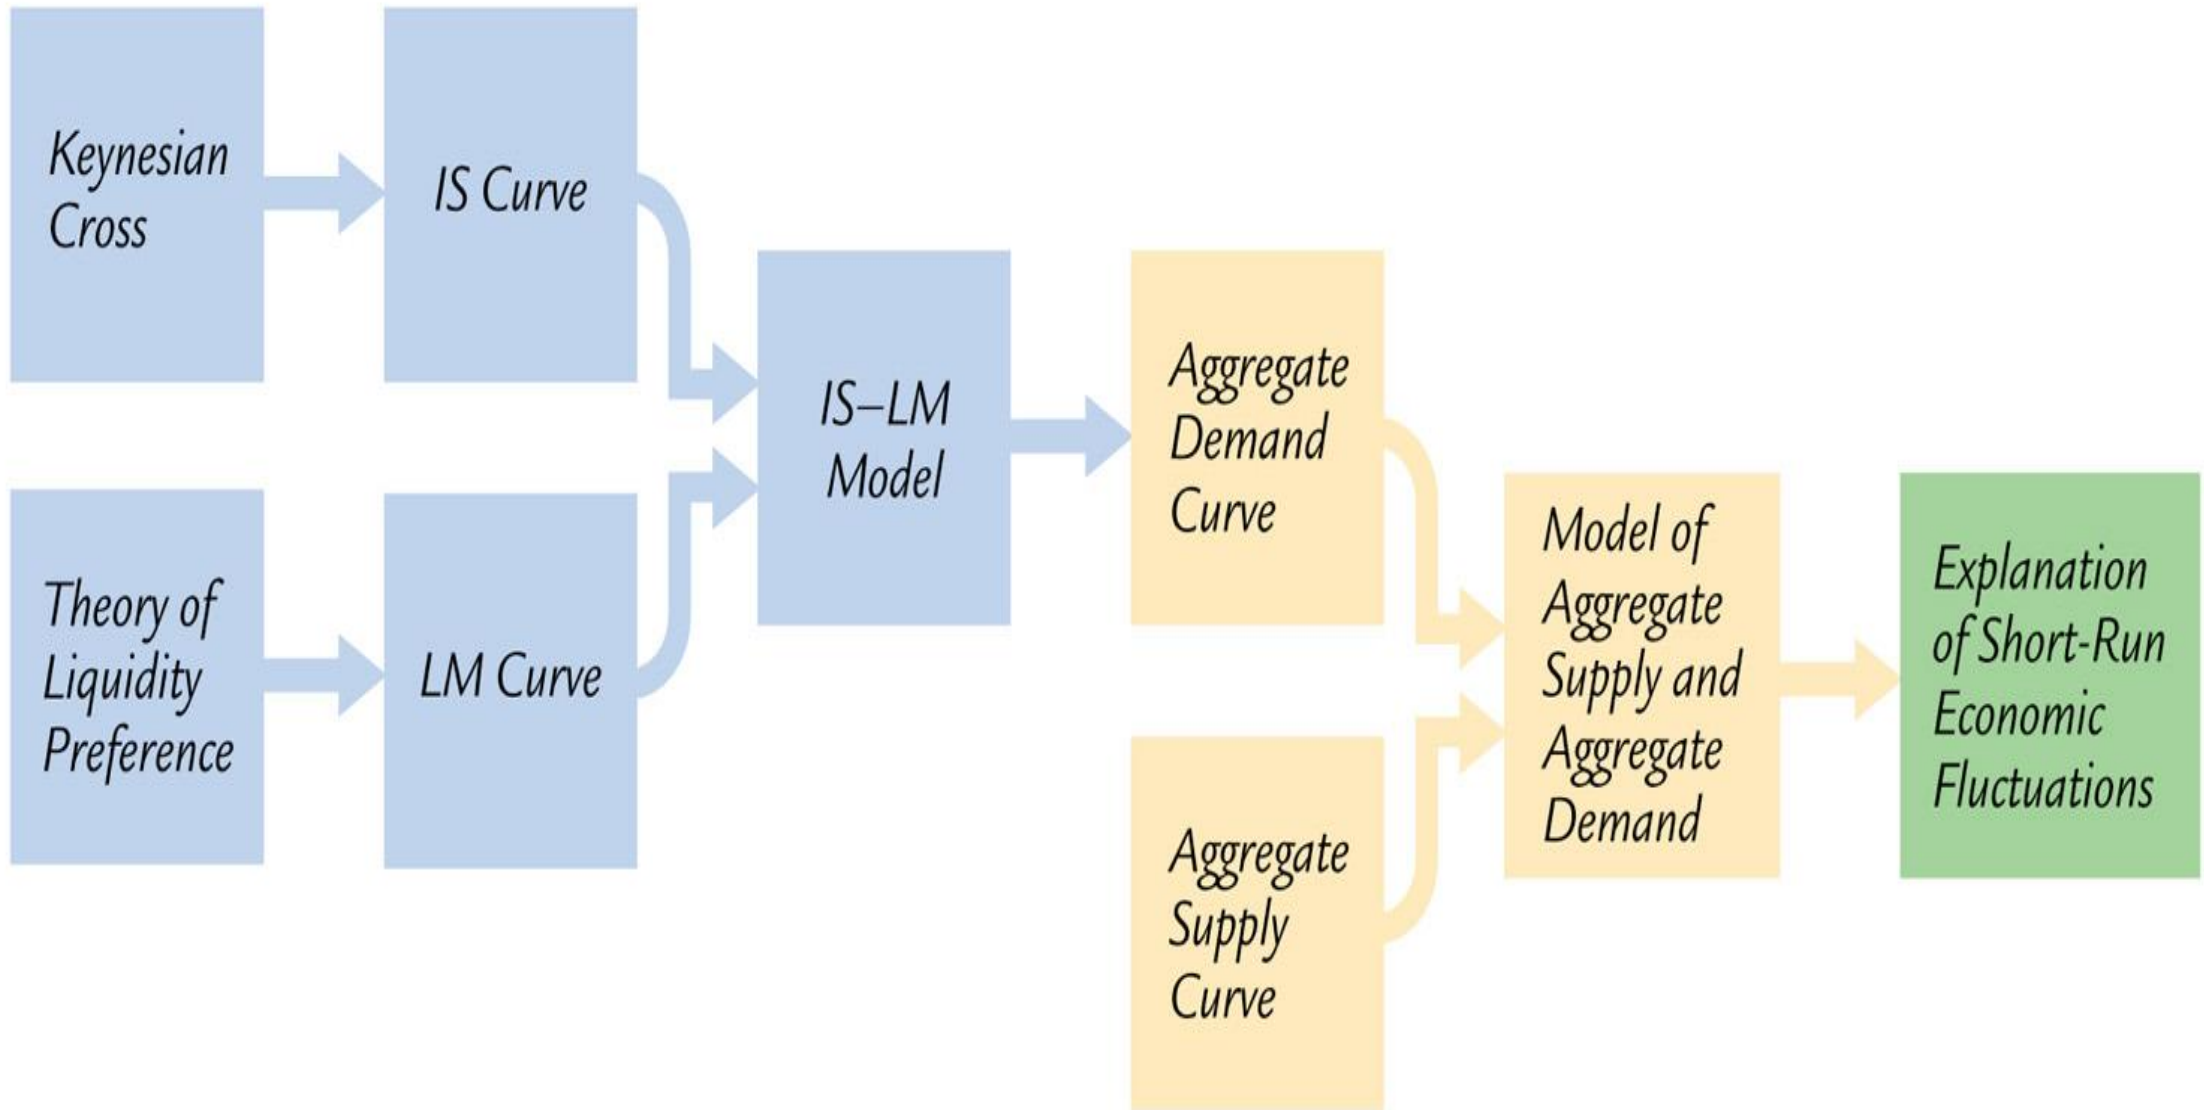 Keynesian
Cross
IS Curve
Theory of
Liquidity
Preference
LM Curve
IS–LM
Model
Aggregate
Demand
Curve
Aggregate
Supply
Curve
Model of
Aggregate
Supply and
Aggregate
Demand
Explanation
of Short-Run
Economic
Fluctuations